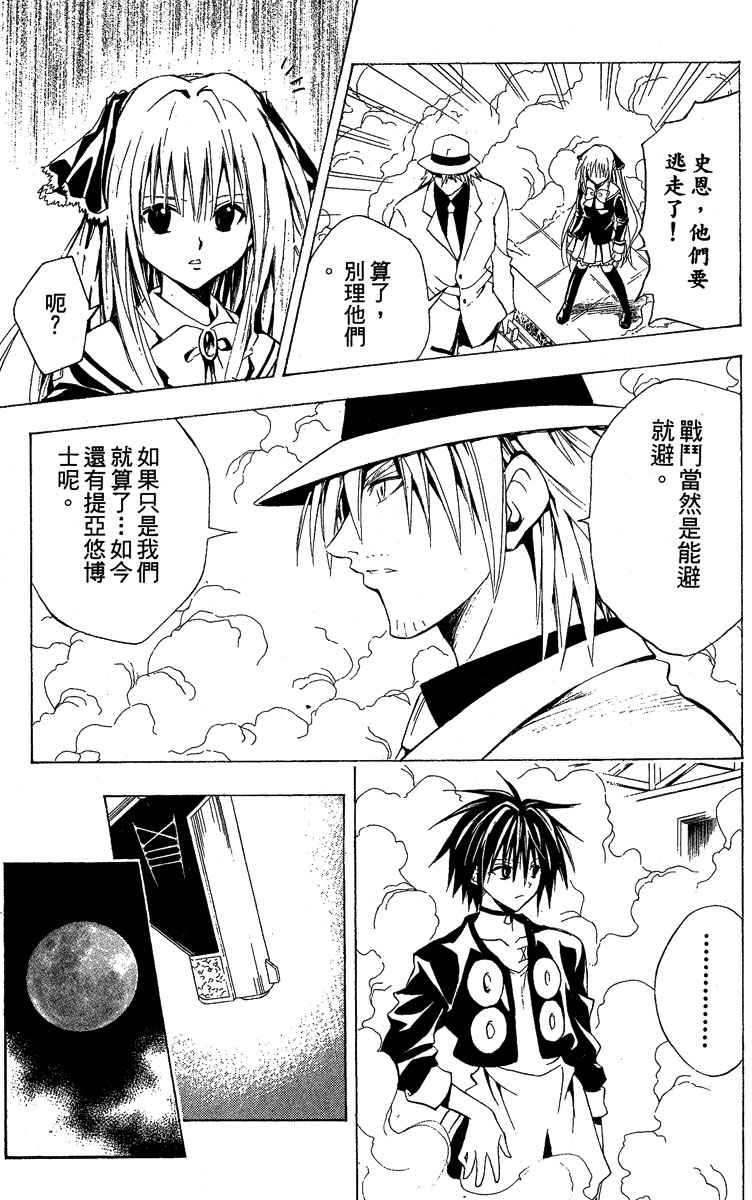 史恩，他們要
逃走了！
算了，
別理他們
。
呃？
戰鬥當然是能避
就避。
如果只是我們
就算了…如今
還有提亞悠博
士呢。
…………